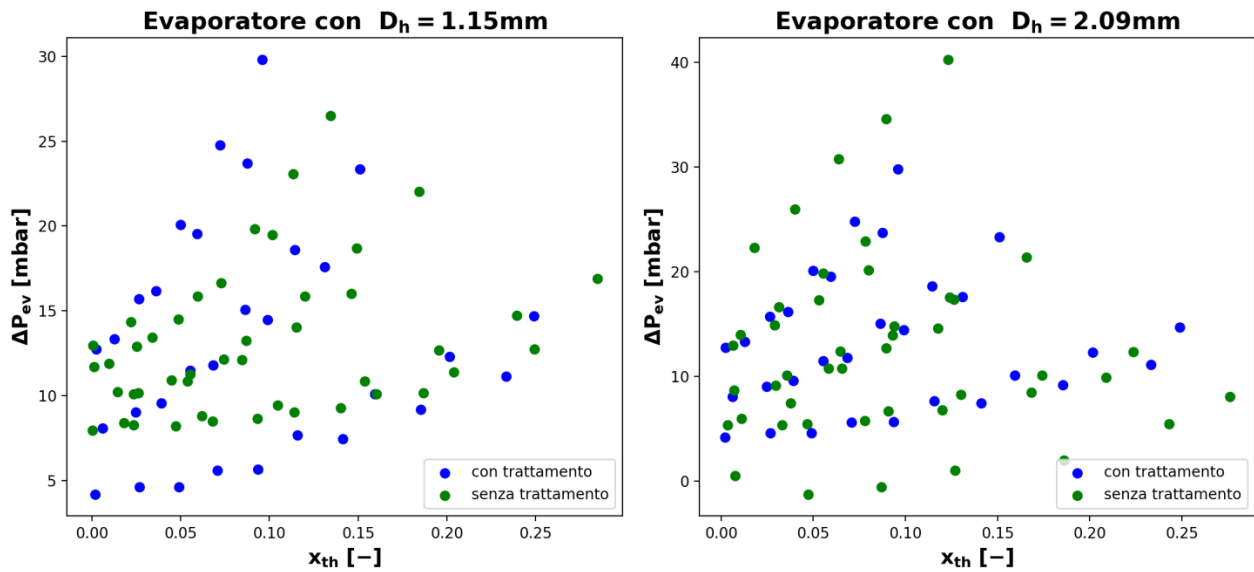 Evaporatore con D_h = 1.15mm
30
25
20
15
10
5
ΔP_ev [mbar]
0.00 0.05 0.10 0.15 0.20 0.25
x_th [−]
con trattamento
senza trattamento
Evaporatore con D_h = 2.09mm
40
30
20
10
0
ΔP_ev [mbar]
0.00 0.05 0.10 0.15 0.20 0.25
x_th [−]
con trattamento
senza trattamento